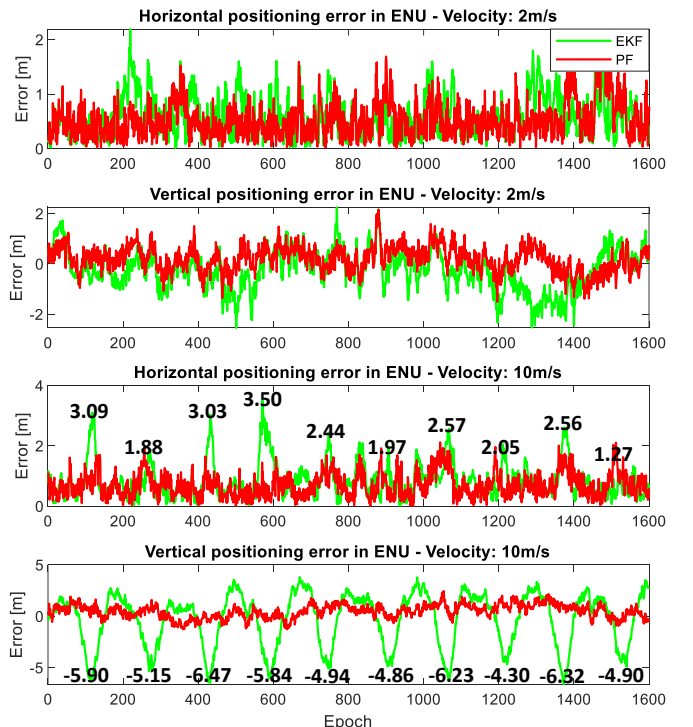 Horizontal positioning error in ENU - Velocity: 2m/s
EKF
PF
Error [m]
2
1
0
0 200 400 600 800 1000 1200 1400 1600
Vertical positioning error in ENU - Velocity: 2m/s
Error [m]
2
0
-2
0 200 400 600 800 1000 1200 1400 1600
Horizontal positioning error in ENU - Velocity: 10m/s
Error [m]
4
2
0
3.09 1.88 3.03 3.50 2.44 1.97 2.57 2.05 2.56 1.27
0 200 400 600 800 1000 1200 1400 1600
Vertical positioning error in ENU - Velocity: 10m/s
Error [m]
5
0
-5
-5.90 -5.15 -6.47 -5.84 -4.94 -4.86 -6.23 -4.30 -6.32 -4.90
0 200 400 600 800 1000 1200 1400 1600
Epoch